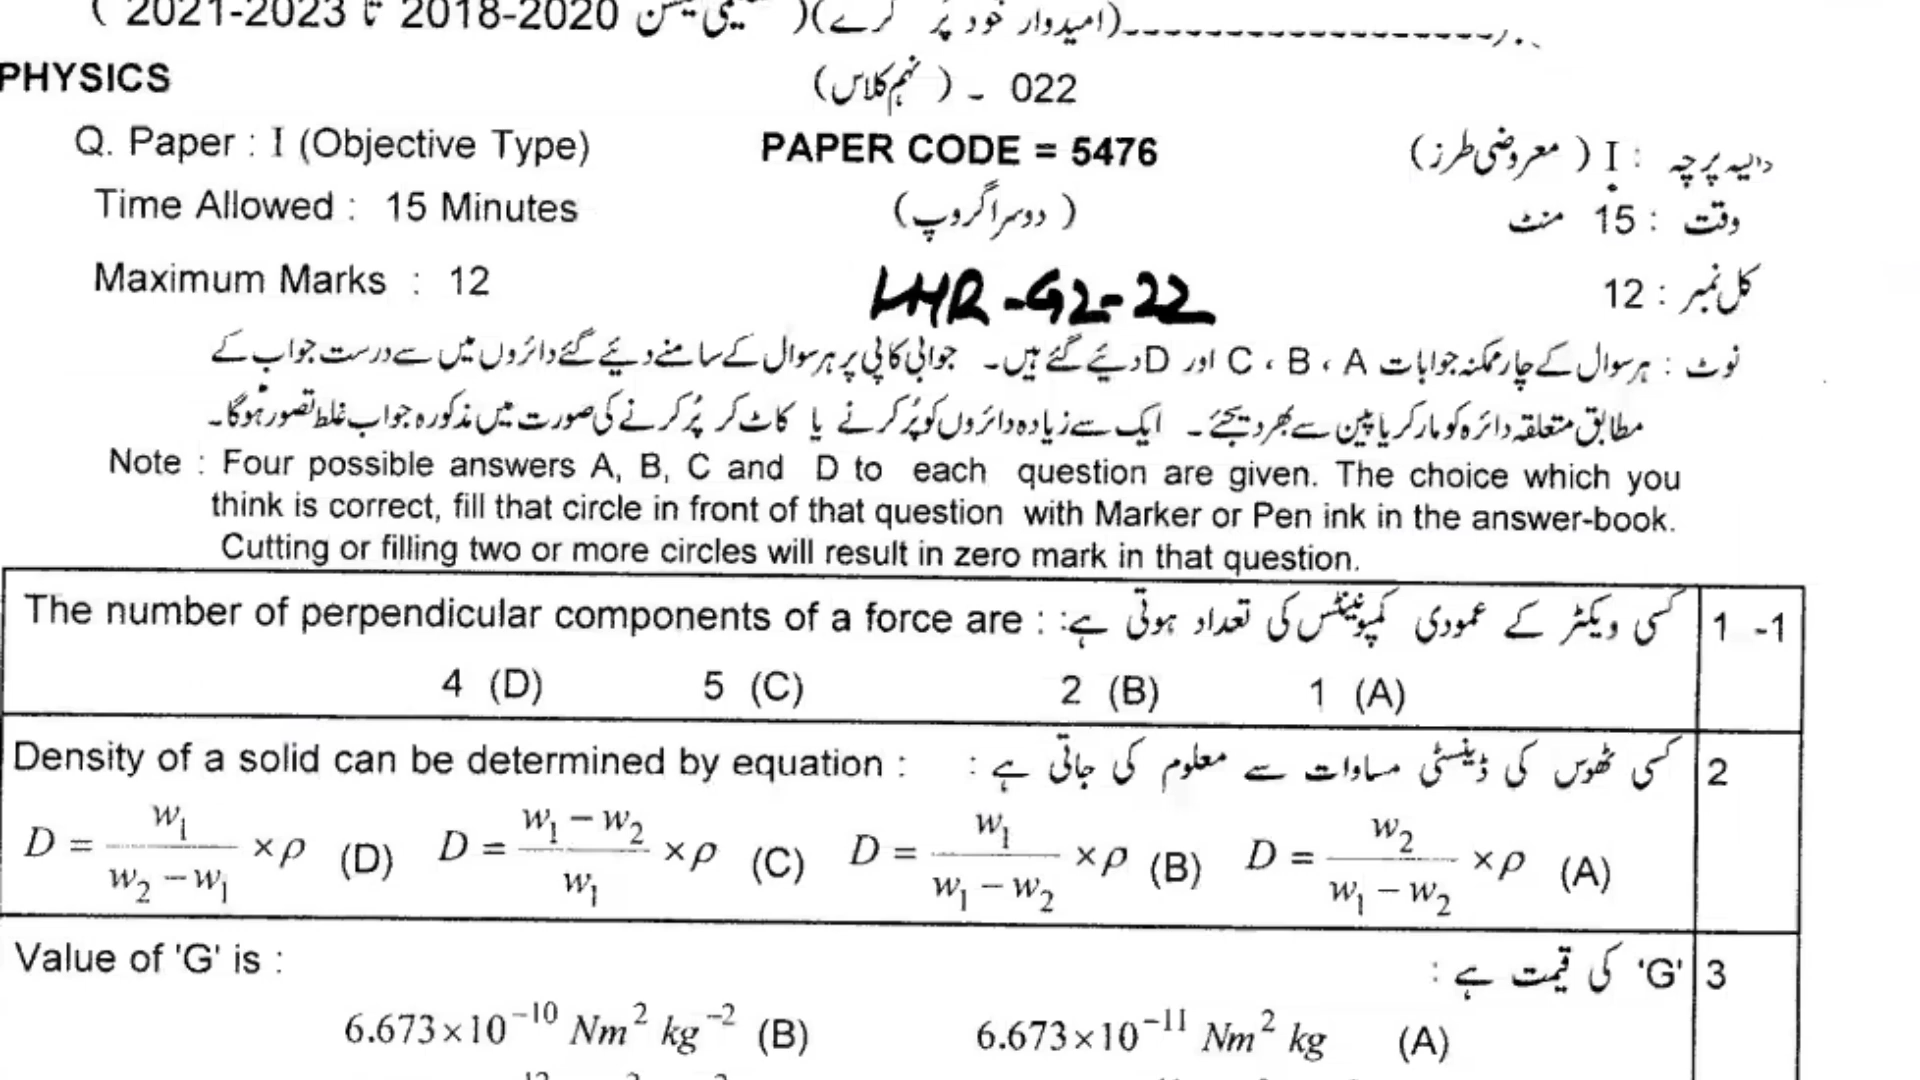 ( 2021-2023 تا 2018-2020 سیشن )(امیدوار خود پُر کرے)
PHYSICS (نہم کلاس) - 022
Q. Paper : I (Objective Type) PAPER CODE = 5476 پرچہ : I (معروضی طرز)
Time Allowed : 15 Minutes (دوسرا گروپ) وقت : 15 منٹ
Maximum Marks : 12 LHR-G2-22 کل نمبر : 12
نوٹ : ہر سوال کے چار ممکنہ جوابات A ، B ، C اور D دیئے گئے ہیں۔ جوابی کاپی پر ہر سوال کے سامنے دیئے گئے دائروں میں سے درست جواب کے
مطابق متعلقہ دائرہ کو مارکر یا پین سے بھر دیجئے۔ ایک سے زیادہ دائروں کو پُر کرنے یا کاٹ کر پُر کرنے کی صورت میں مذکورہ جواب غلط تصور ہوگا۔
Note : Four possible answers A, B, C and D to each question are given. The choice which you
think is correct, fill that circle in front of that question with Marker or Pen ink in the answer-book.
Cutting or filling two or more circles will result in zero mark in that question.
The number of perpendicular components of a force are : کسی ویکٹر کے عمودی کمپونینٹس کی تعداد ہوتی ہے: 1 -1
4 (D) 5 (C) 2 (B) 1 (A)
Density of a solid can be determined by equation : کسی ٹھوس کی ڈینسٹی مساوات سے معلوم کی جاتی ہے : 2
D = w₁/(w₂ − w₁) ×ρ (D) D = (w₁ − w₂)/w₁ ×ρ (C) D = w₁/(w₁ − w₂) ×ρ (B) D = w₂/(w₁ − w₂) ×ρ (A)
Value of 'G' is : 'G' کی قیمت ہے : 3
6.673×10⁻¹⁰ Nm² kg⁻² (B) 6.673×10⁻¹¹ Nm² kg (A)